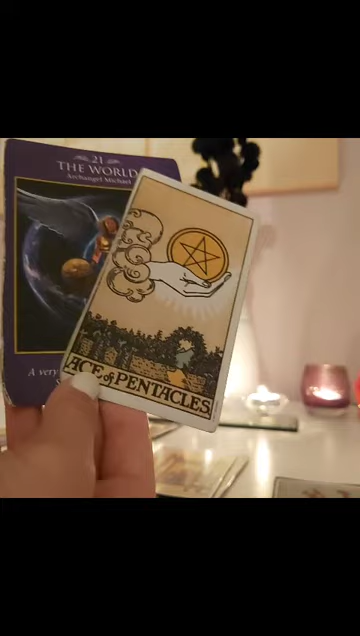 21
THE WORLD
Archangel Michael
A very
ACE of PENTACLES.